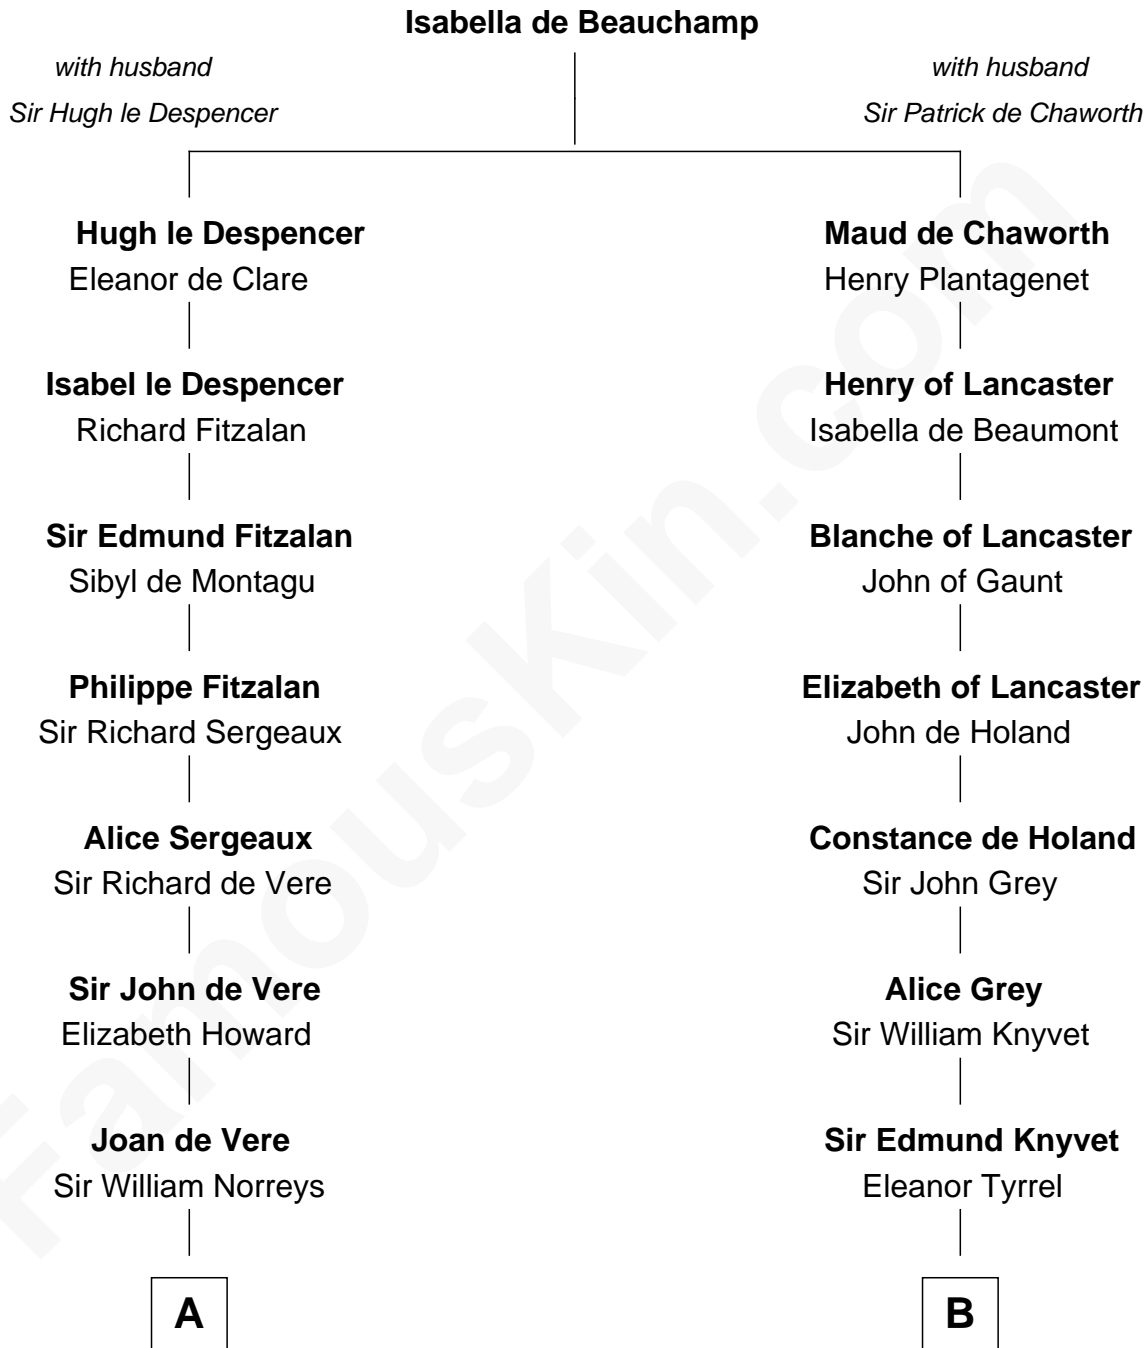 Isabella de Beauchamp
with husband
Sir Hugh le Despencer
with husband
Sir Patrick de Chaworth
Hugh le Despencer
Eleanor de Clare
Maud de Chaworth
Henry Plantagenet
Isabel le Despencer
Richard Fitzalan
Henry of Lancaster
Isabella de Beaumont
Sir Edmund Fitzalan
Sibyl de Montagu
Blanche of Lancaster
John of Gaunt
Philippe Fitzalan
Sir Richard Sergeaux
Elizabeth of Lancaster
John de Holand
Alice Sergeaux
Sir Richard de Vere
Constance de Holand
Sir John Grey
Sir John de Vere
Elizabeth Howard
Alice Grey
Sir William Knyvet
Joan de Vere
Sir William Norreys
Sir Edmund Knyvet
Eleanor Tyrrel
A
B
FamousKin.com